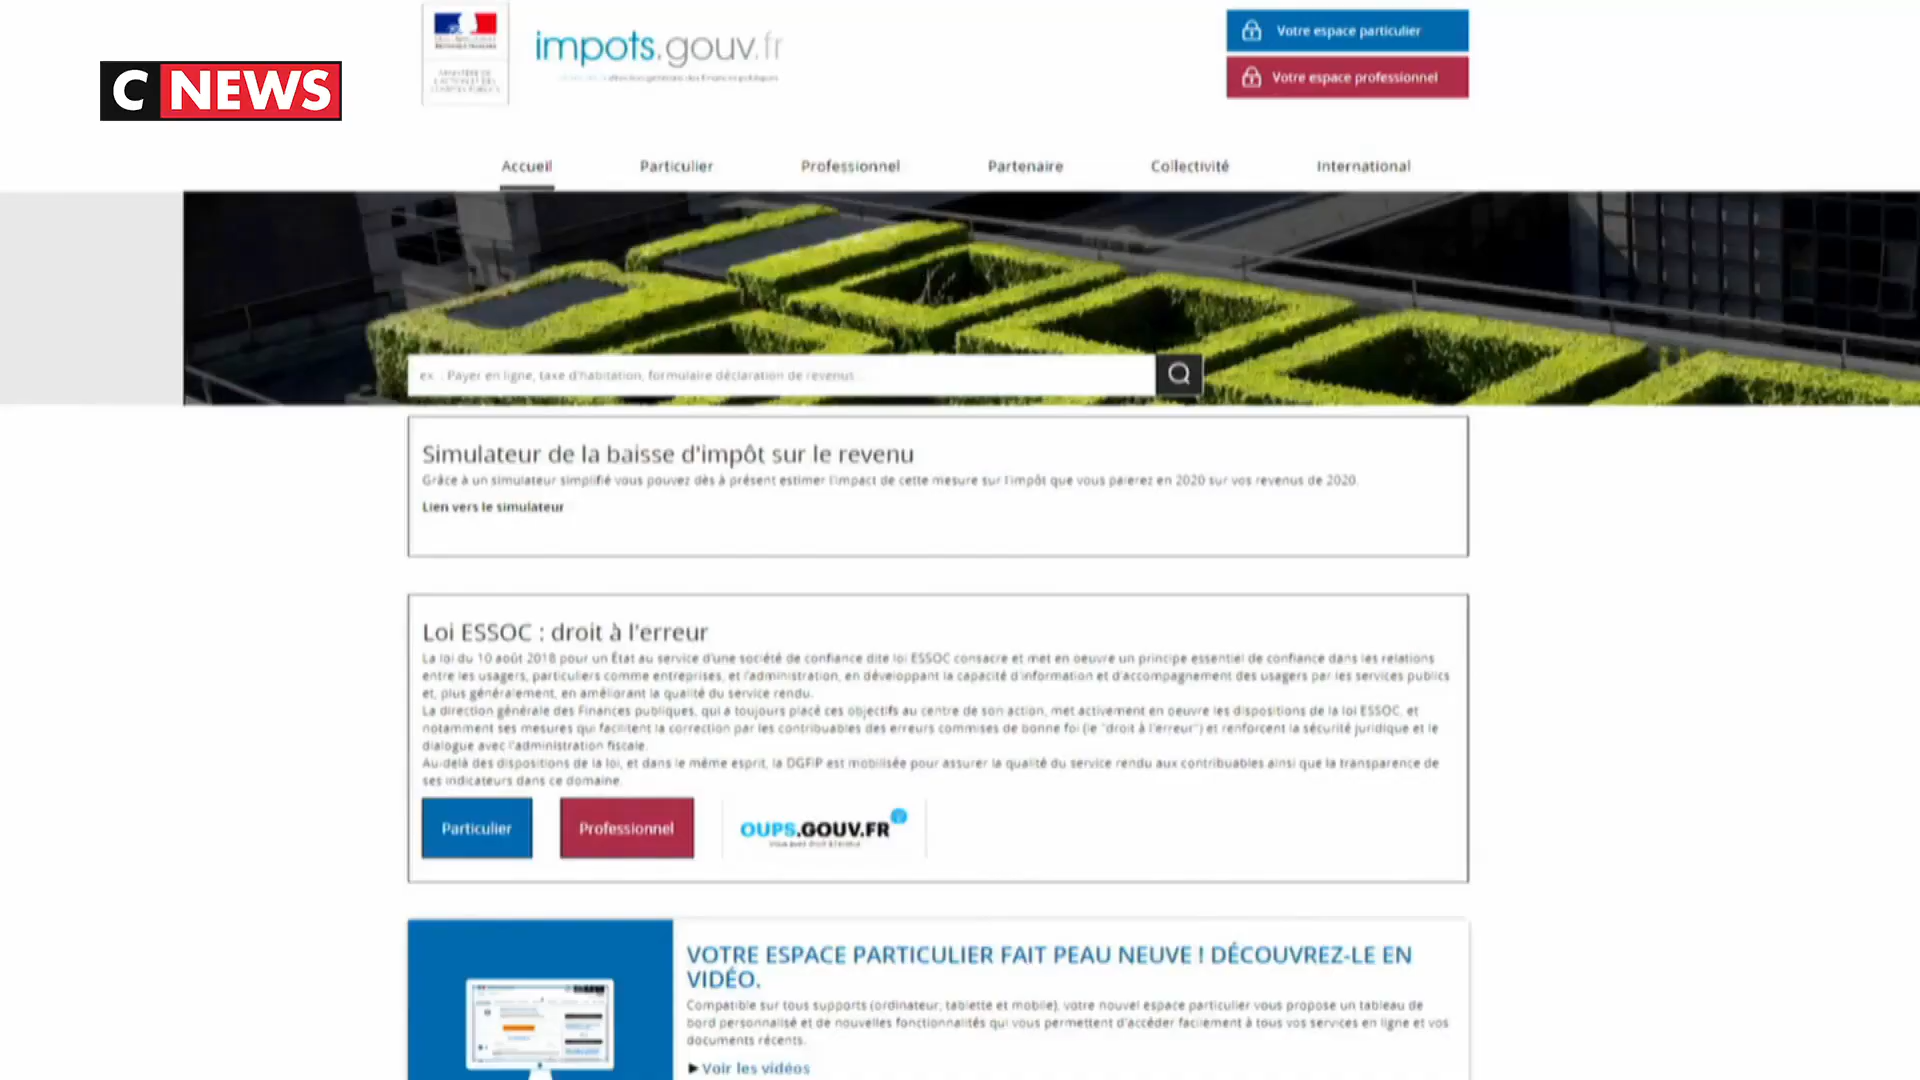 C NEWS
impots.gouv.fr
Votre espace particulier
Votre espace professionnel
Accueil
Particulier
Professionnel
Partenaire
Collectivité
International
ex : Payer en ligne, taxe d'habitation, formulaire déclaration de revenus...
Simulateur de la baisse d'impôt sur le revenu
Grâce à un simulateur simplifié vous pouvez dès à présent estimer l'impact de cette mesure sur l'impôt que vous paierez en 2020 sur vos revenus de 2020.
Lien vers le simulateur
Loi ESSOC : droit à l'erreur
La loi du 10 août 2018 pour un État au service d'une société de confiance dite loi ESSOC consacre et met en oeuvre un principe essentiel de confiance dans les relations
entre les usagers, particuliers comme entreprises, et l'administration, en développant la capacité d'information et d'accompagnement des usagers par les services publics
et, plus généralement, en améliorant la qualité du service rendu.
La direction générale des Finances publiques, qui a toujours placé ces objectifs au centre de son action, met activement en oeuvre les dispositions de la loi ESSOC, et
notamment ses mesures qui facilitent la correction par les contribuables des erreurs commises de bonne foi (le "droit à l'erreur") et renforcent la sécurité juridique et le
dialogue avec l'administration fiscale.
Au-delà des dispositions de la loi, et dans le même esprit, la DGFiP est mobilisée pour assurer la qualité du service rendu aux contribuables ainsi que la transparence de
ses indicateurs dans ce domaine.
Particulier
Professionnel
OUPS.GOUV.FR
VOTRE ESPACE PARTICULIER FAIT PEAU NEUVE ! DÉCOUVREZ-LE EN
VIDÉO.
Compatible sur tous supports (ordinateur, tablette et mobile), votre nouvel espace particulier vous propose un tableau de
bord personnalisé et de nouvelles fonctionnalités qui vous permettent d'accéder facilement à tous vos services en ligne et vos
documents récents.
►Voir les vidéos